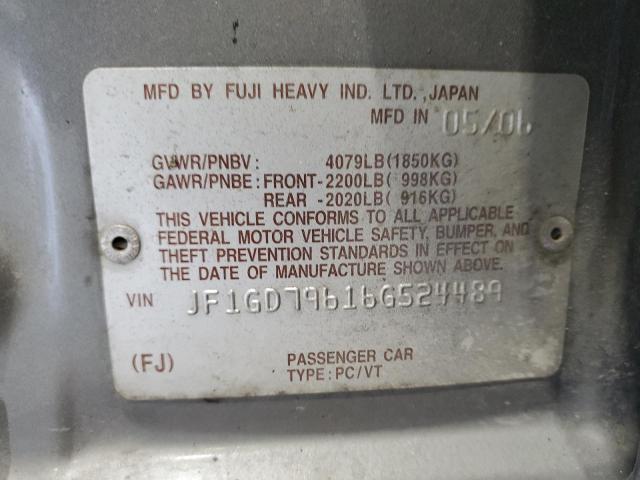 MFD BY FUJI HEAVY IND. LTD., JAPAN
MFD IN 05/06
GVWR/PNBV: 4079LB(1850KG)
GAWR/PNBE: FRONT-2200LB( 998KG)
REAR -2020LB( 916KG)
THIS VEHICLE CONFORMS TO ALL APPLICABLE
FEDERAL MOTOR VEHICLE SAFETY, BUMPER, AND
THEFT PREVENTION STANDARDS IN EFFECT ON
THE DATE OF MANUFACTURE SHOWN ABOVE.
VIN JF1GD79616G524489
(FJ) PASSENGER CAR
TYPE: PC/VT